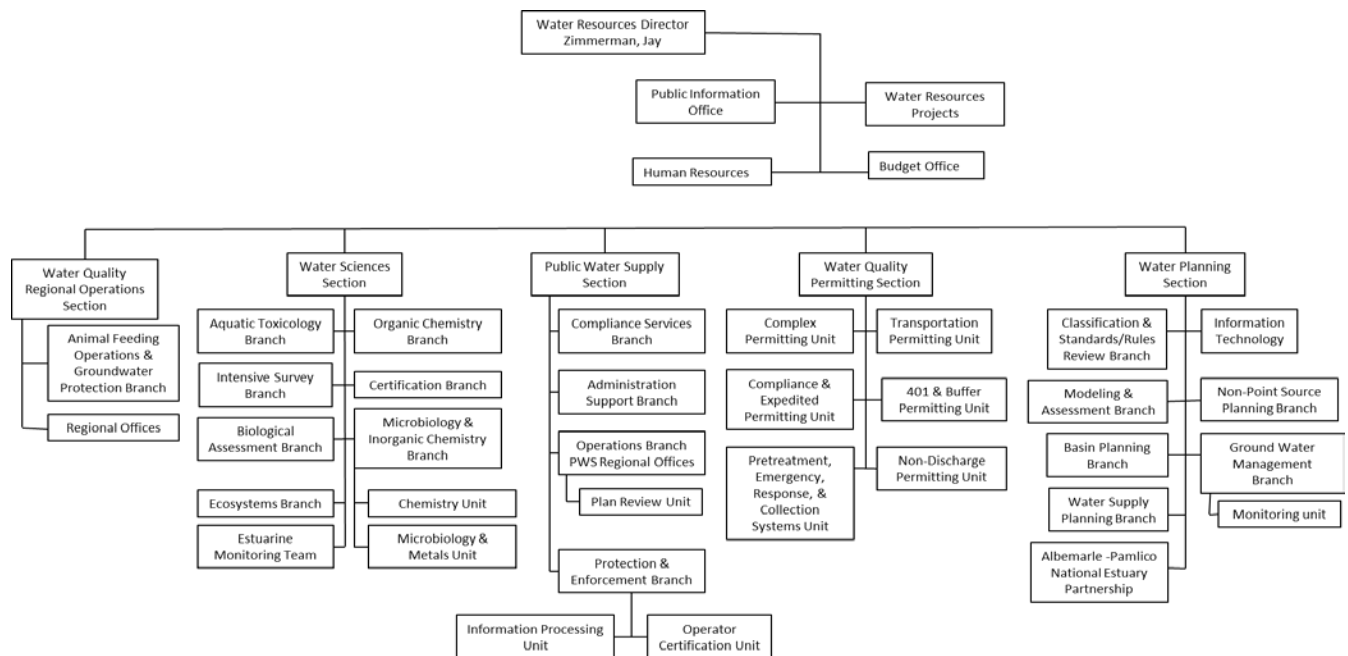 Water Resources Director
Zimmerman, Jay
Public Information
Office
Water Resources
Projects
Human Resources
Budget Office
Water Quality
Regional Operations
Section
Animal Feeding
Operations &
Groundwater
Protection Branch
Regional Offices
Water Sciences
Section
Aquatic Toxicology
Branch
Organic Chemistry
Branch
Intensive Survey
Branch
Certification Branch
Biological
Assessment Branch
Microbiology &
Inorganic Chemistry
Branch
Ecosystems Branch
Chemistry Unit
Estuarine
Monitoring Team
Microbiology &
Metals Unit
Public Water Supply
Section
Compliance Services
Branch
Administration
Support Branch
Operations Branch
PWS Regional Offices
Plan Review Unit
Protection &
Enforcement Branch
Information Processing
Unit
Operator
Certification Unit
Water Quality
Permitting Section
Complex
Permitting Unit
Transportation
Permitting Unit
Compliance &
Expedited
Permitting Unit
401 & Buffer
Permitting Unit
Pretreatment,
Emergency,
Response, &
Collection
Systems Unit
Non-Discharge
Permitting Unit
Water Planning
Section
Classification &
Standards/Rules
Review Branch
Information
Technology
Modeling &
Assessment Branch
Non-Point Source
Planning Branch
Basin Planning
Branch
Ground Water
Management
Branch
Water Supply
Planning Branch
Monitoring unit
Albemarle -Pamlico
National Estuary
Partnership